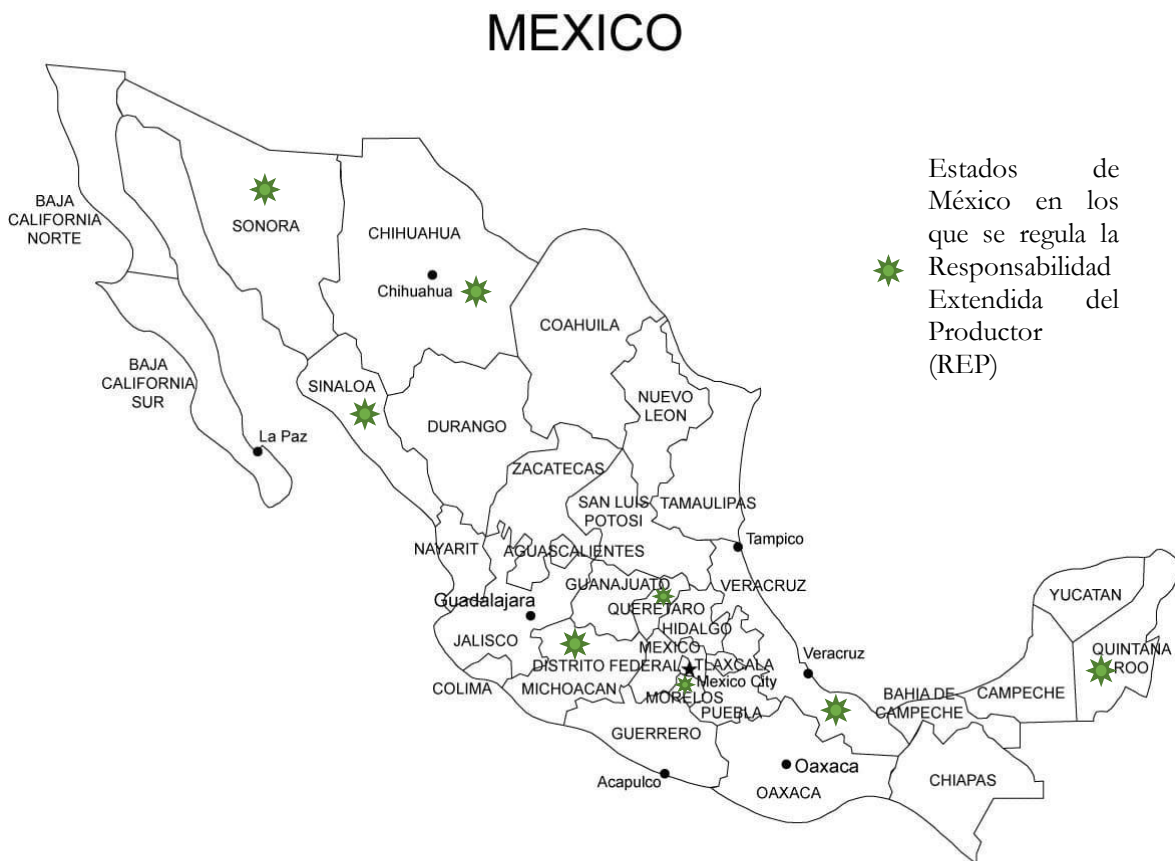 MEXICO
Estados de
México en los
que se regula la
Responsabilidad
Extendida del
Productor
(REP)
BAJA
CALIFORNIA
NORTE
SONORA
CHIHUAHUA
Chihuahua
COAHUILA
BAJA
CALIFORNIA
SUR
SINALOA
NUEVO
LEON
DURANGO
La Paz
ZACATECAS
SAN LUIS
POTOSI
TAMAULIPAS
NAYARIT
AGUASCALIENTES
Tampico
GUANAJUATO
VERACRUZ
YUCATAN
Guadalajara
QUERETARO
HIDALGO
JALISCO
MEXICO
Veracruz
QUINTANA
ROO
DISTRITO FEDERAL
TLAXCALA
COLIMA
MICHOACAN
Mexico City
MORELOS
PUEBLA
BAHIA DE
CAMPECHE
CAMPECHE
GUERRERO
Oaxaca
Acapulco
OAXACA
CHIAPAS